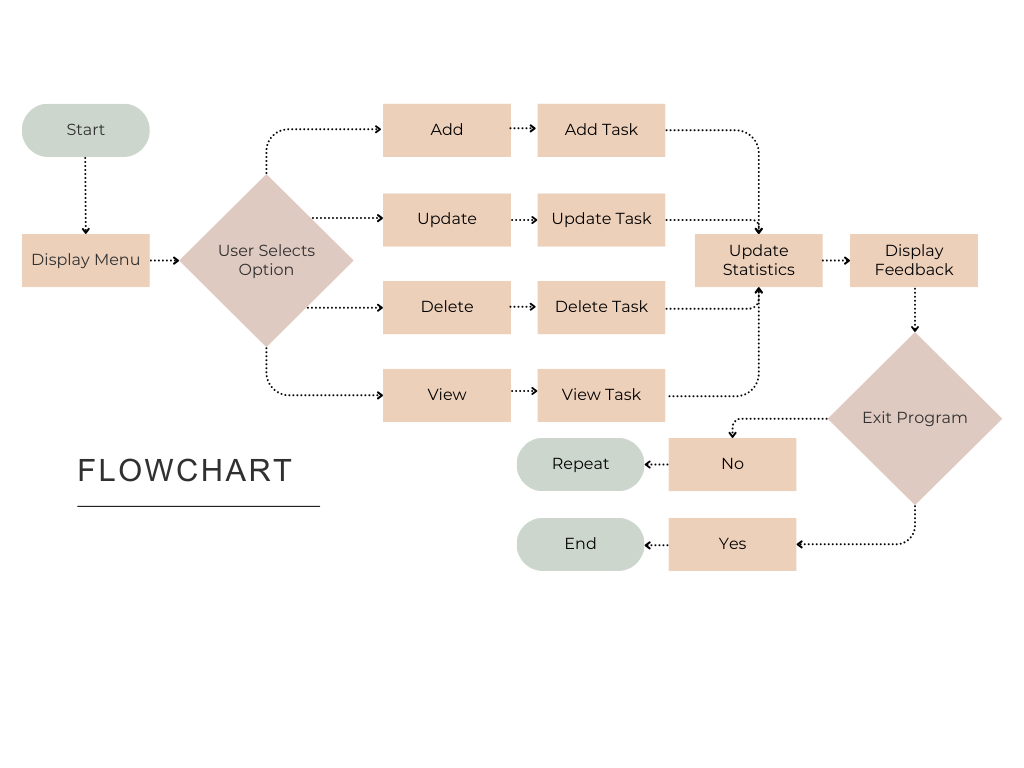 Start
Display Menu
User Selects
Option
Add
Add Task
Update
Update Task
Delete
Delete Task
View
View Task
Update
Statistics
Display
Feedback
Exit Program
No
Repeat
Yes
End
FLOWCHART